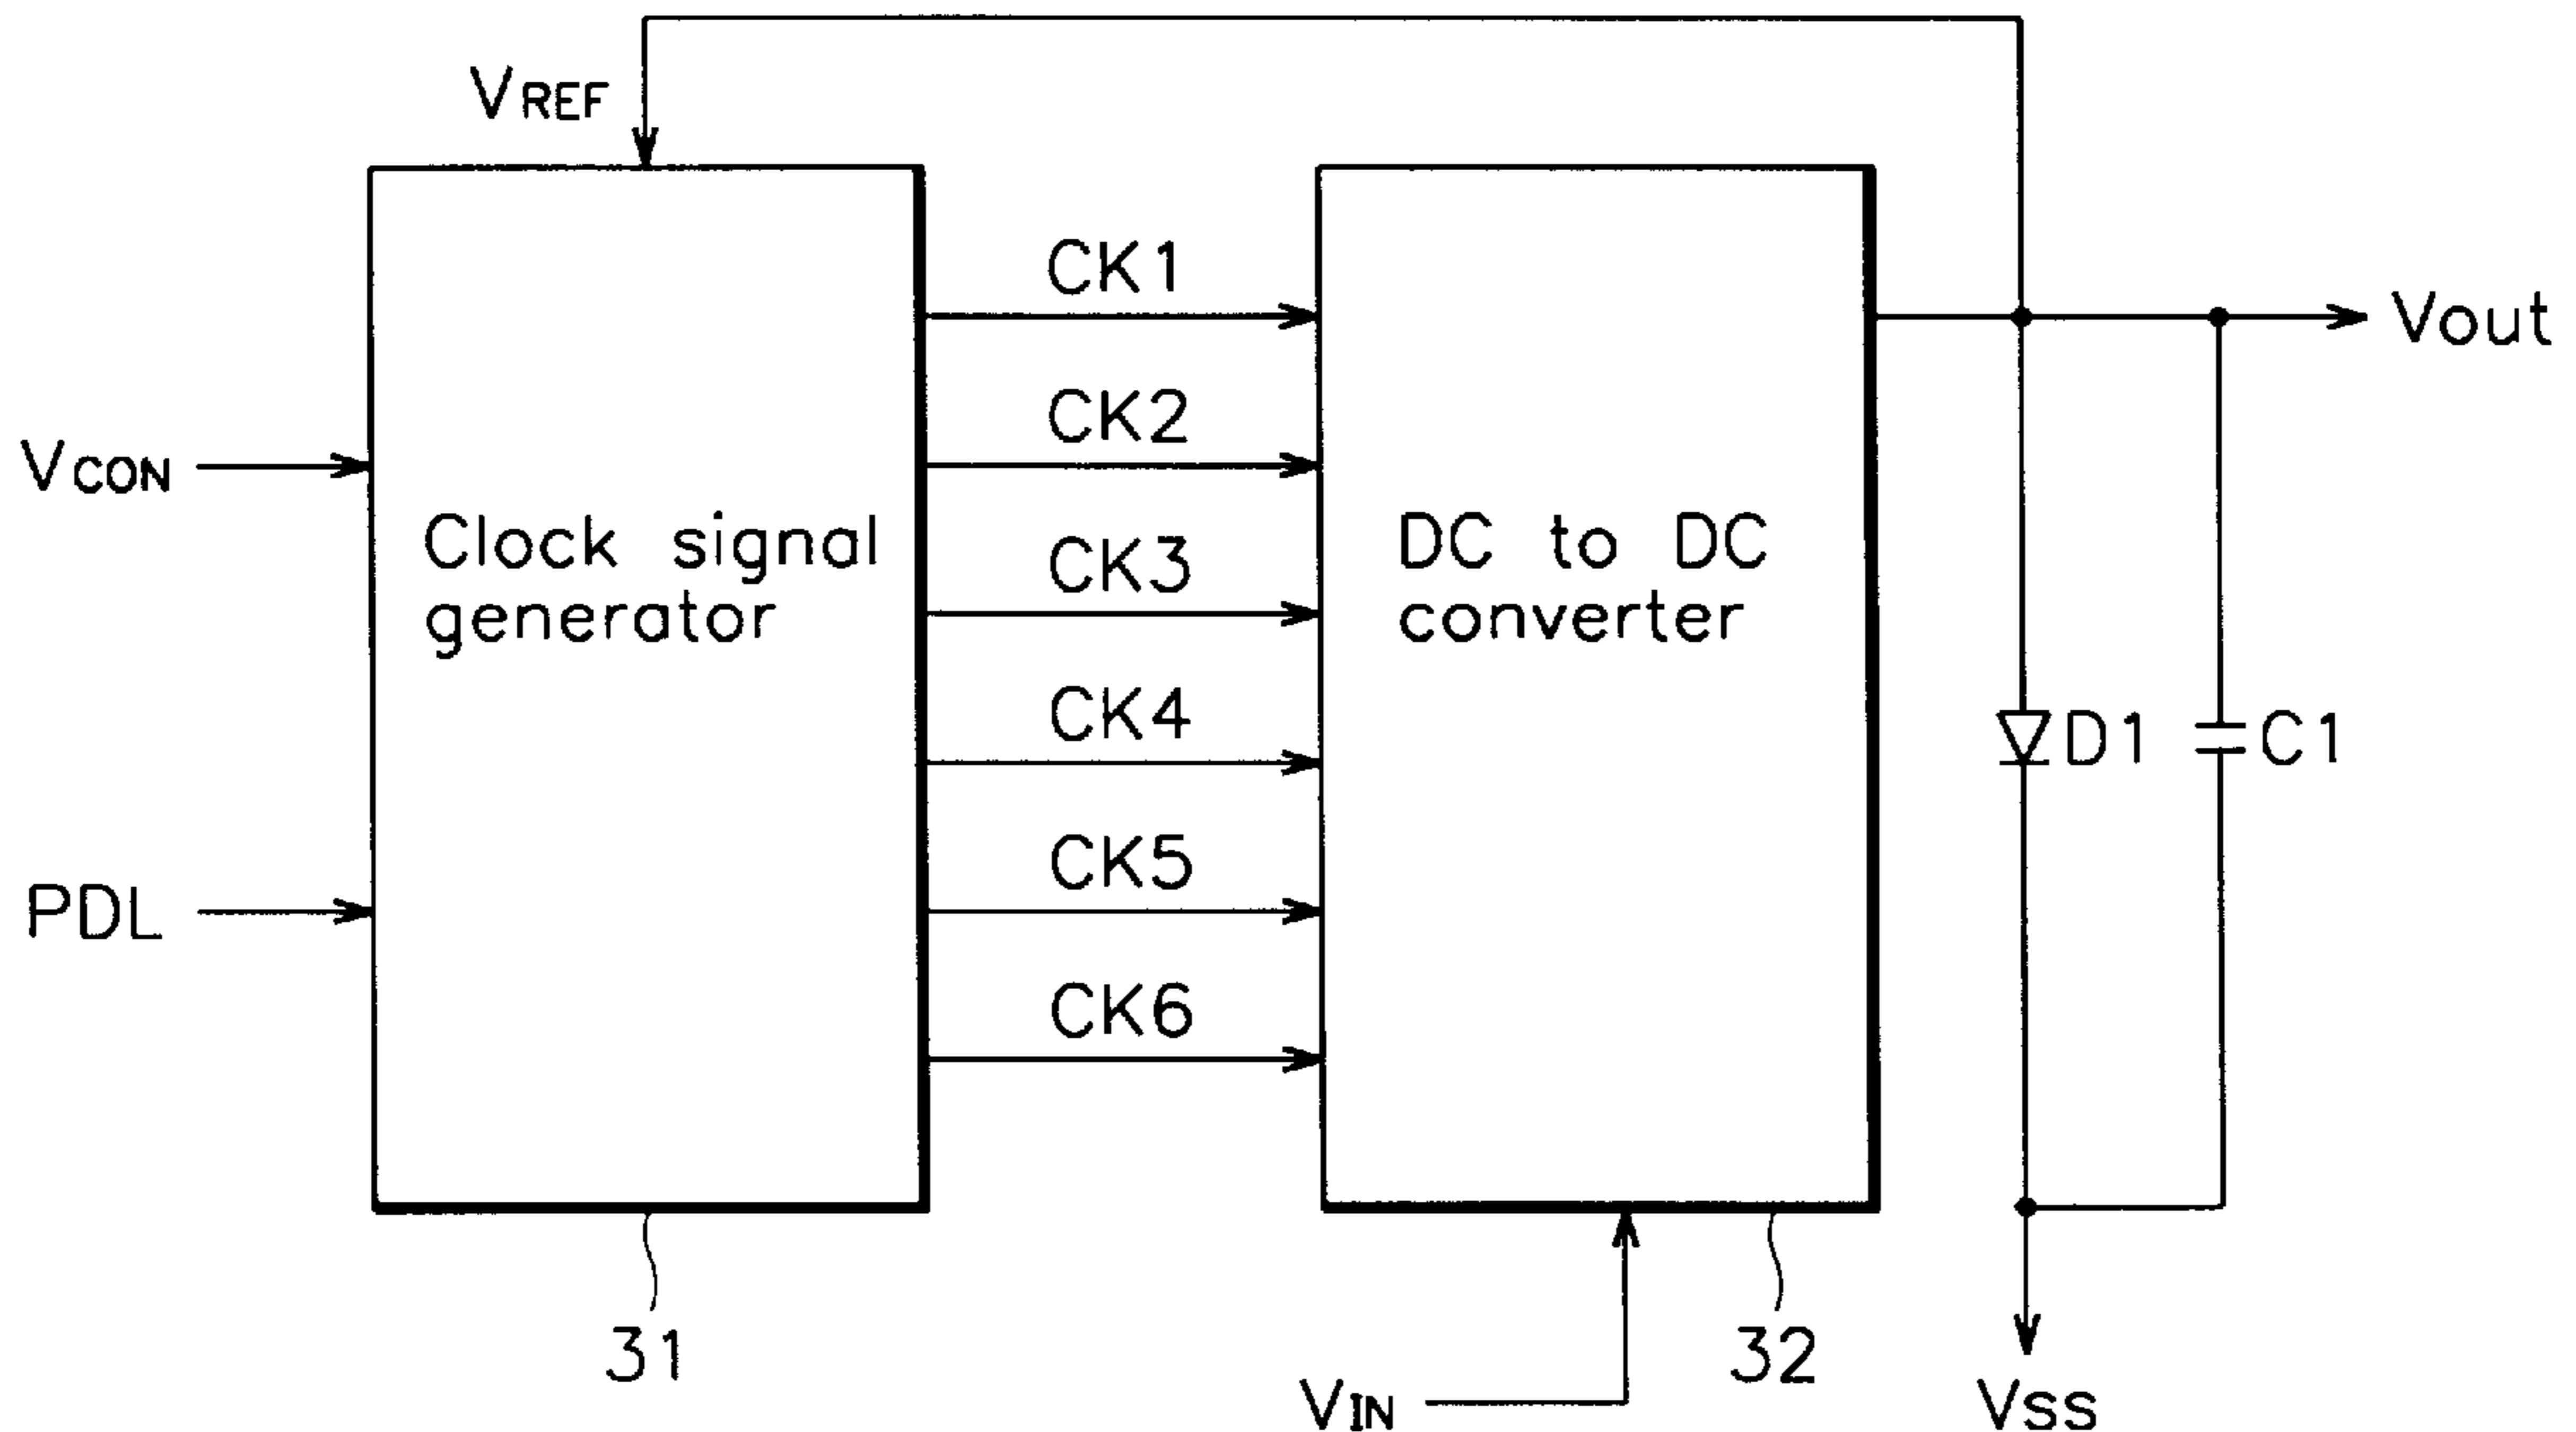 VREF
CK1
Vout
CK2
VCON
Clock signal
generator
CK3
DC to DC
converter
CK4
D1
C1
CK5
PDL
CK6
31
32
VIN
VSS